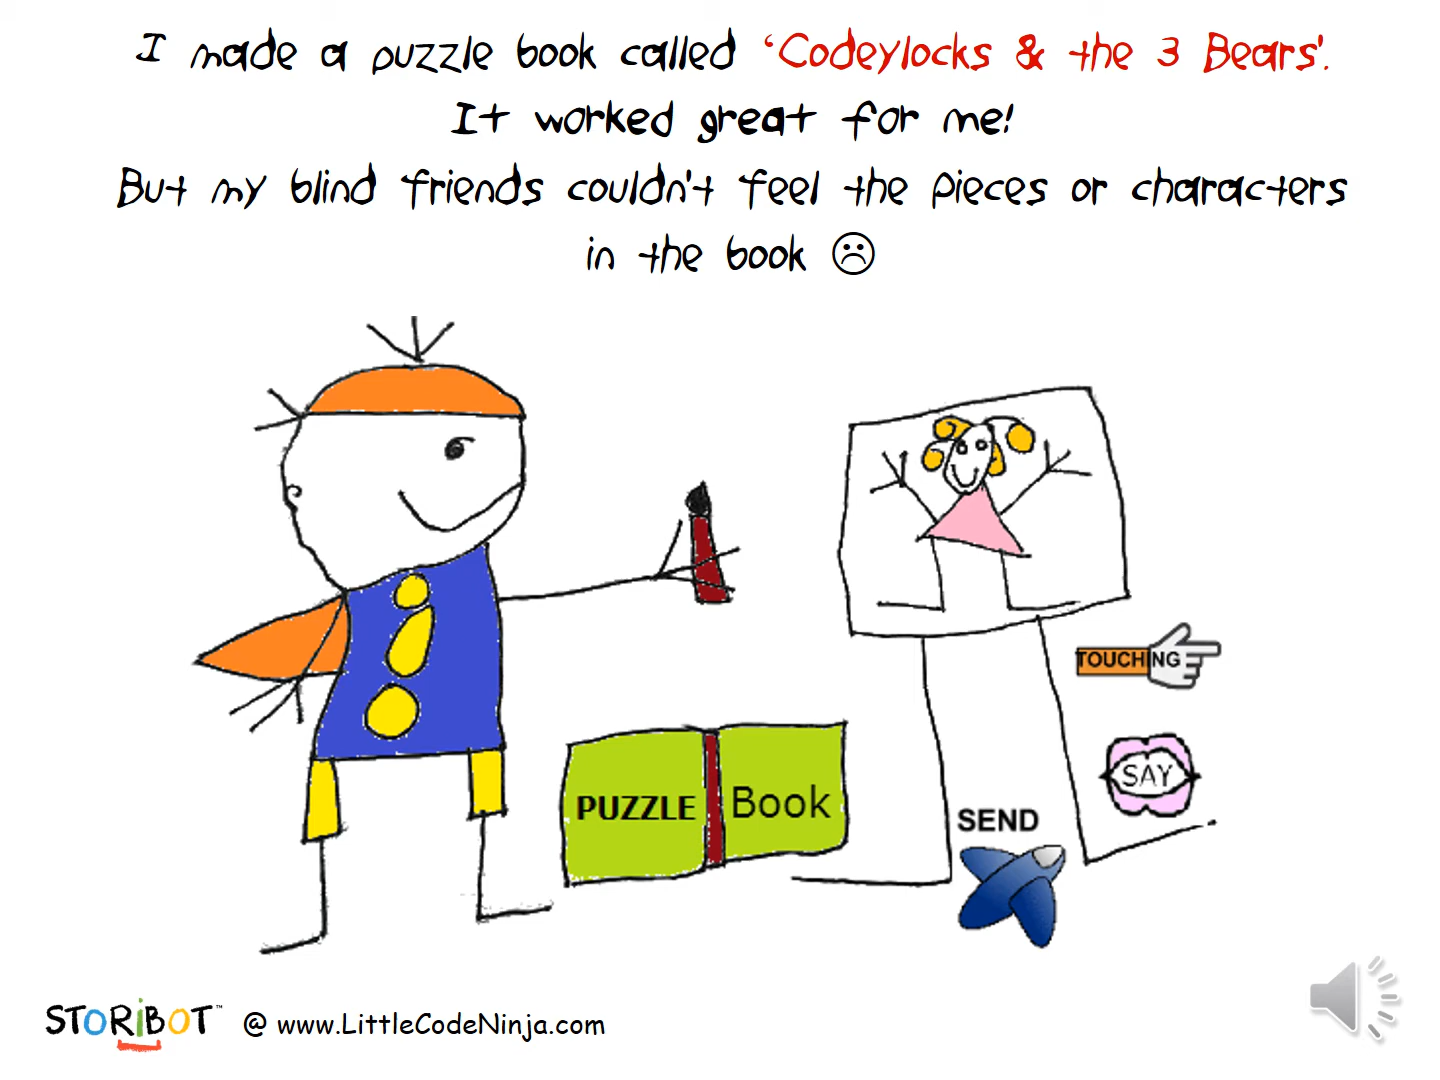 I made a puzzle book called ‘Codeylocks & the 3 Bears’.
It worked great for me!
But my blind friends couldn't feel the pieces or characters
in the book ☹
TOUCHING
SAY
PUZZLE Book
SEND
STORiBOT™ @ www.LittleCodeNinja.com